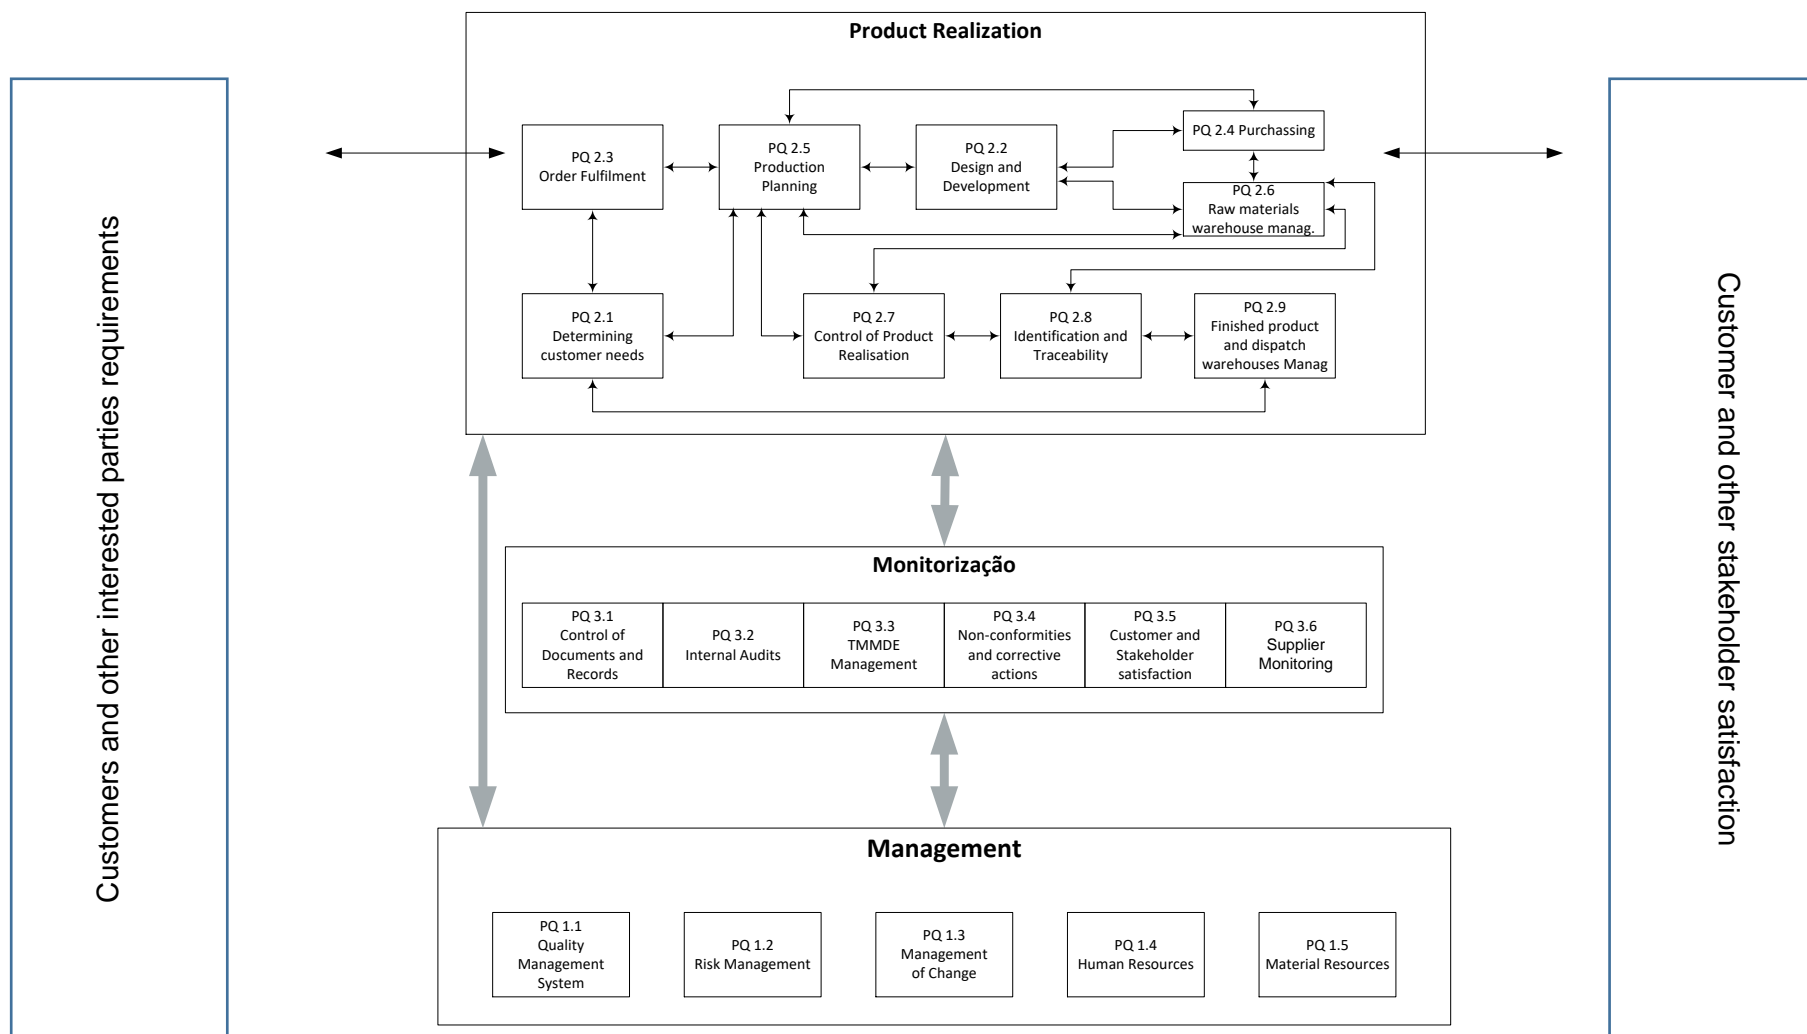 Product Realization
Customers and other interested parties requirements
Customer and other stakeholder satisfaction
PQ 2.3
Order Fulfilment
PQ 2.5
Production
Planning
PQ 2.2
Design and
Development
PQ 2.4 Purchassing
PQ 2.6
Raw materials
warehouse manag.
PQ 2.1
Determining
customer needs
PQ 2.7
Control of Product
Realisation
PQ 2.8
Identification and
Traceability
PQ 2.9
Finished product
and dispatch
warehouses Manag
Monitorização
PQ 3.1
Control of
Documents and
Records
PQ 3.2
Internal Audits
PQ 3.3
TMMDE
Management
PQ 3.4
Non-conformities
and corrective
actions
PQ 3.5
Customer and
Stakeholder
satisfaction
PQ 3.6
Supplier
Monitoring
Management
PQ 1.1
Quality
Management
System
PQ 1.2
Risk Management
PQ 1.3
Management
of Change
PQ 1.4
Human Resources
PQ 1.5
Material Resources